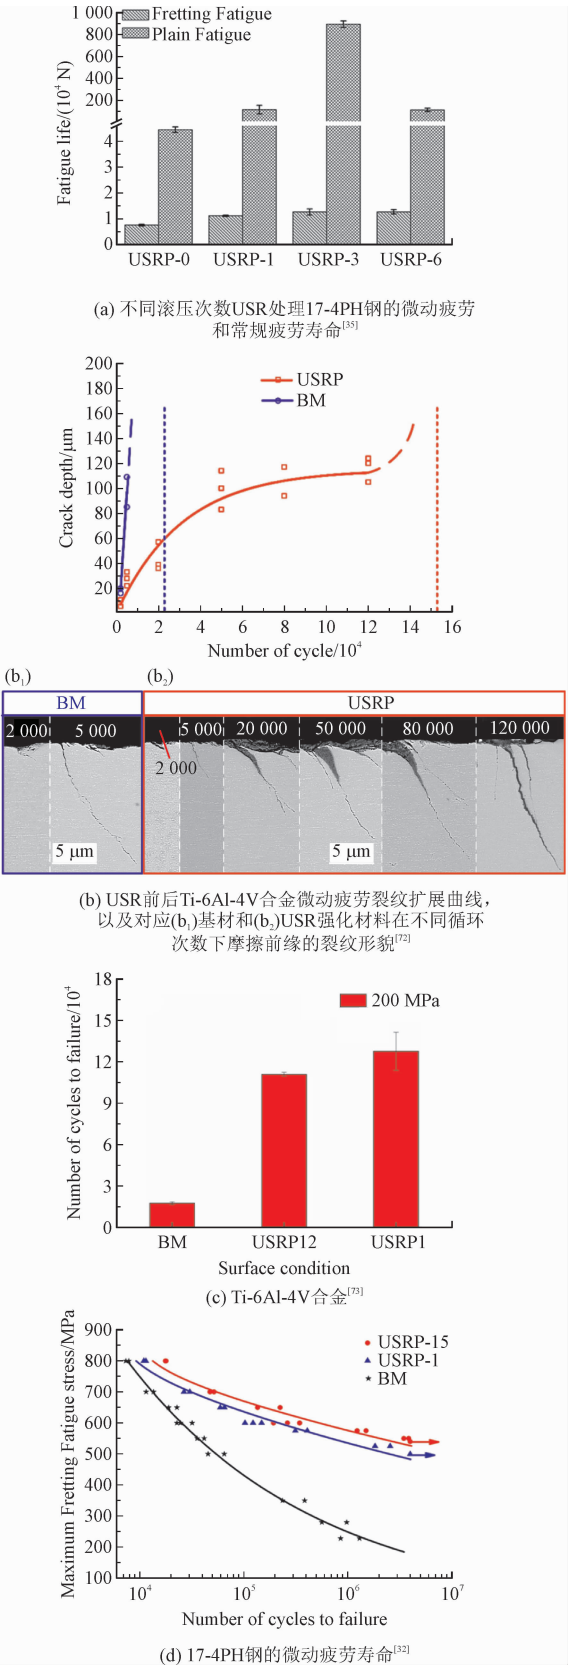 Fretting Fatigue
Plain Fatigue
Fatigue life/(10⁴ N)
1 000
800
600
400
200
4
3
2
1
0
USRP-0 USRP-1 USRP-3 USRP-6
(a) 不同滚压次数USR处理17-4PH钢的微动疲劳
和常规疲劳寿命[35]
USRP
BM
Crack depth/μm
200
180
160
140
120
100
80
60
40
20
0 2 4 6 8 10 12 14 16
Number of cycle/10⁴
(b₁) (b₂)
BM USRP
2 000 5 000 5 000 20 000 50 000 80 000 120 000
2 000
5 μm 5 μm
(b) USR前后Ti-6Al-4V合金微动疲劳裂纹扩展曲线，
以及对应(b₁)基材和(b₂)USR强化材料在不同循环
次数下摩擦前缘的裂纹形貌[72]
200 MPa
Number of cycles to failure/10⁴
18
15
12
9
6
3
0
BM USRP12 USRP1
Surface condition
(c) Ti-6Al-4V合金[73]
USRP-15
USRP-1
BM
Maximum Fretting Fatigue stress/MPa
900
800
700
600
500
400
300
200
100
10⁴ 10⁵ 10⁶ 10⁷
Number of cycles to failure
(d) 17-4PH钢的微动疲劳寿命[32]